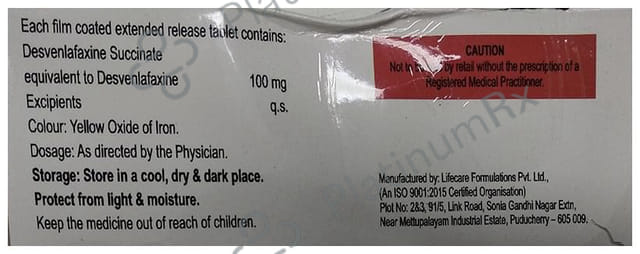 Each film coated extended release tablet contains:
Desvenlafaxine Succinate
equivalent to Desvenlafaxine 100 mg
Excipients q.s.
Colour: Yellow Oxide of Iron.
Dosage: As directed by the Physician.
Storage: Store in a cool, dry & dark place.
Protect from light & moisture.
Keep the medicine out of reach of children.
CAUTION
Not to by retail without the prescription of a
Registered Medical Practitioner.
Manufactured by: Lifecare Formulations Pvt. Ltd.,
(An ISO 9001:2015 Certified Organisation)
Plot No: 2&3, 91/5, Link Road, Sonia Gandhi Nagar Extn,
Near Mettupalayam Industrial Estate, Puducherry - 605 009.
PlatinumRx